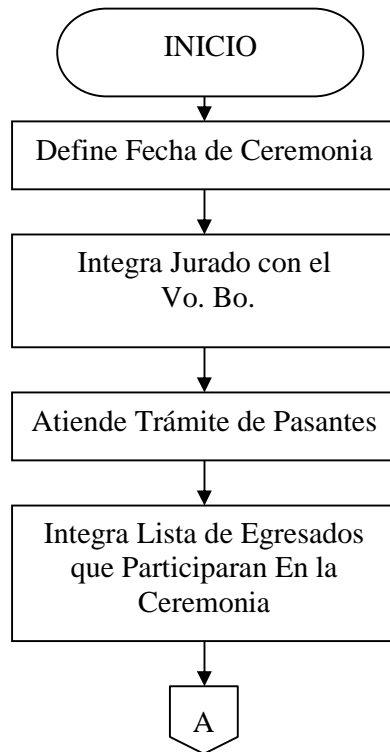 INICIO
Define Fecha de Ceremonia
Integra Jurado con el
Vo. Bo.
Atiende Trámite de Pasantes
Integra Lista de Egresados
que Participaran En la
Ceremonia
A